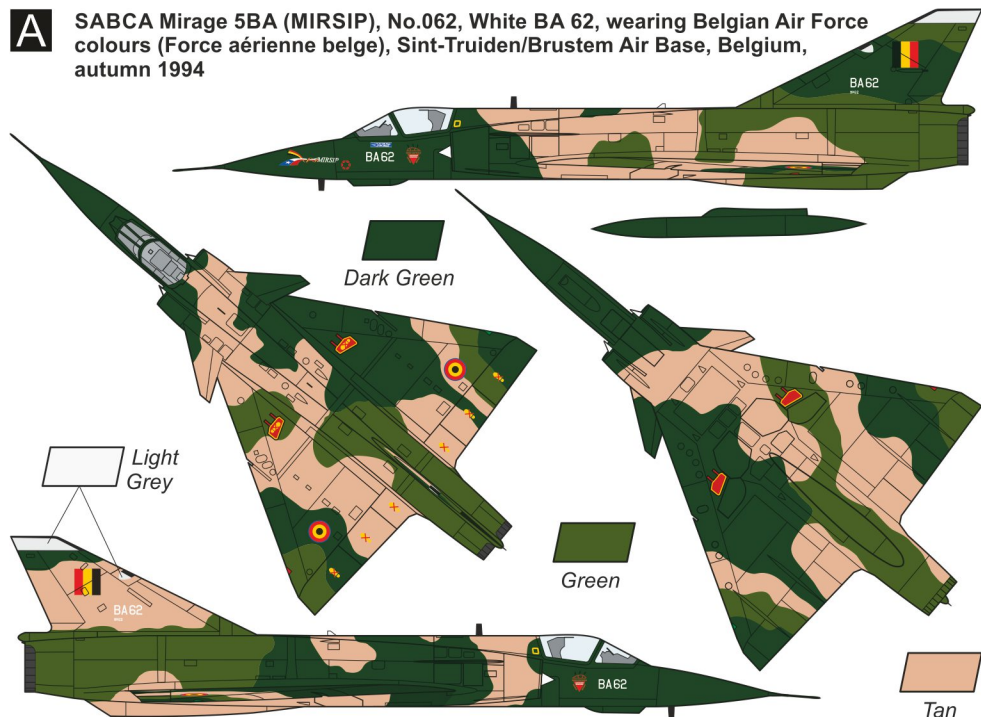 A
SABCA Mirage 5BA (MIRSIP), No.062, White BA 62, wearing Belgian Air Force
colours (Force aérienne belge), Sint-Truiden/Brustem Air Base, Belgium,
autumn 1994
BA62
MIRSIP
BA62
Dark Green
Light
Grey
Green
BA62
BA62
Tan